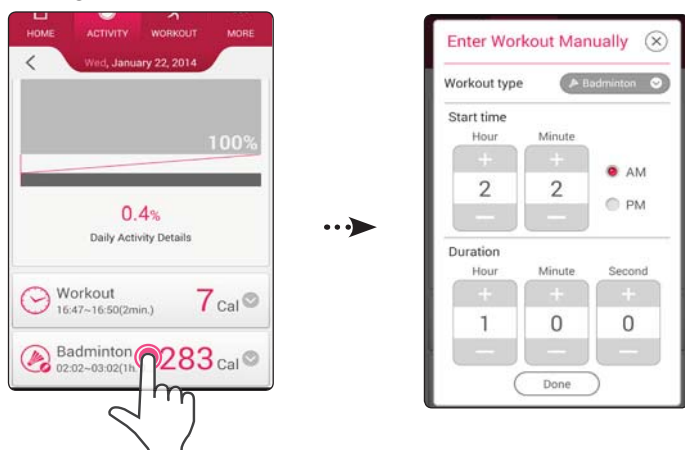 HOME ACTIVITY WORKOUT MORE
Wed, January 22, 2014
100%
0.4%
Daily Activity Details
Workout
16:47~16:50(2min.)
7 Cal
Badminton
02:02~03:02(1h.
283 Cal
Enter Workout Manually
Workout type Badminton
Start time
Hour Minute
2 2
AM
PM
Duration
Hour Minute Second
1 0 0
Done